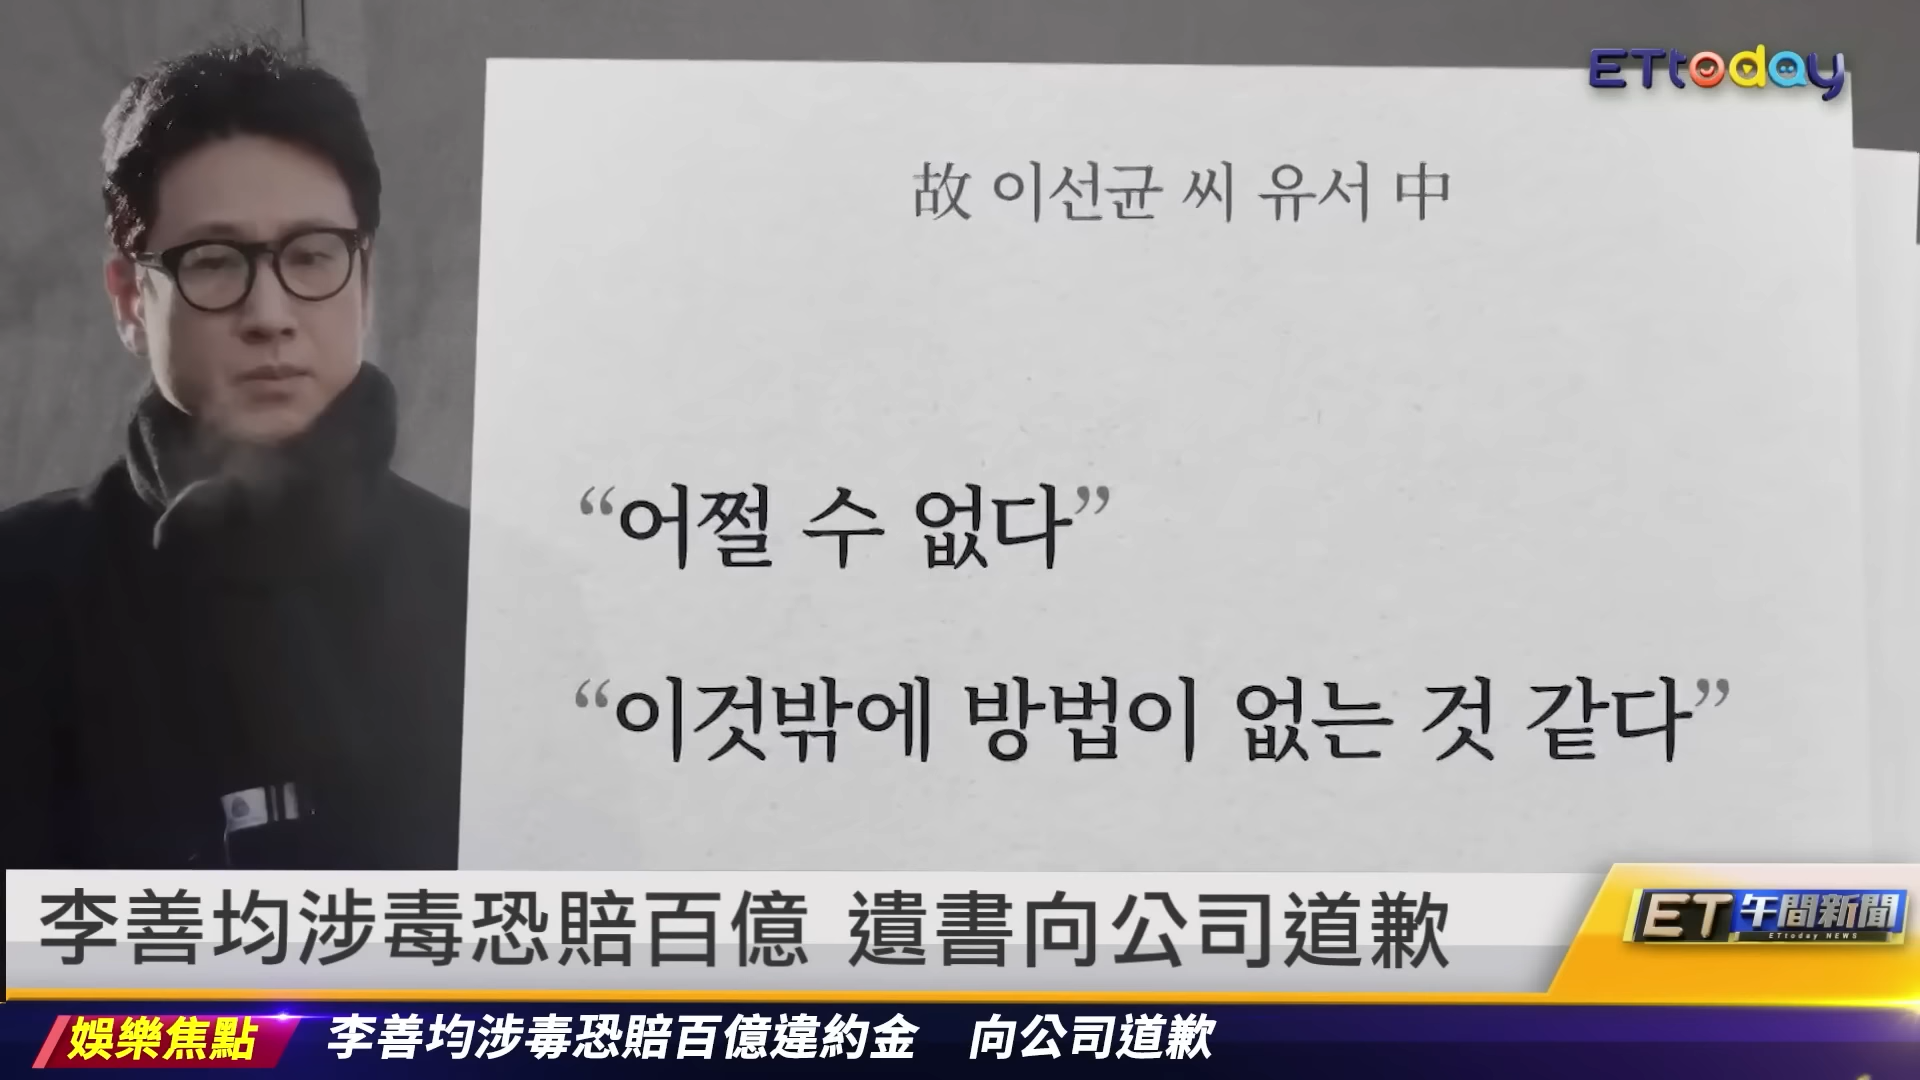 ETtoday
故 이선균 씨 유서 中
“어쩔 수 없다”
“이것밖에 방법이 없는 것 같다”
李善均涉毒恐賠百億 遺書向公司道歉
ET午間新聞
ETtoday NEWS
娛樂焦點 李善均涉毒恐賠百億違約金 向公司道歉